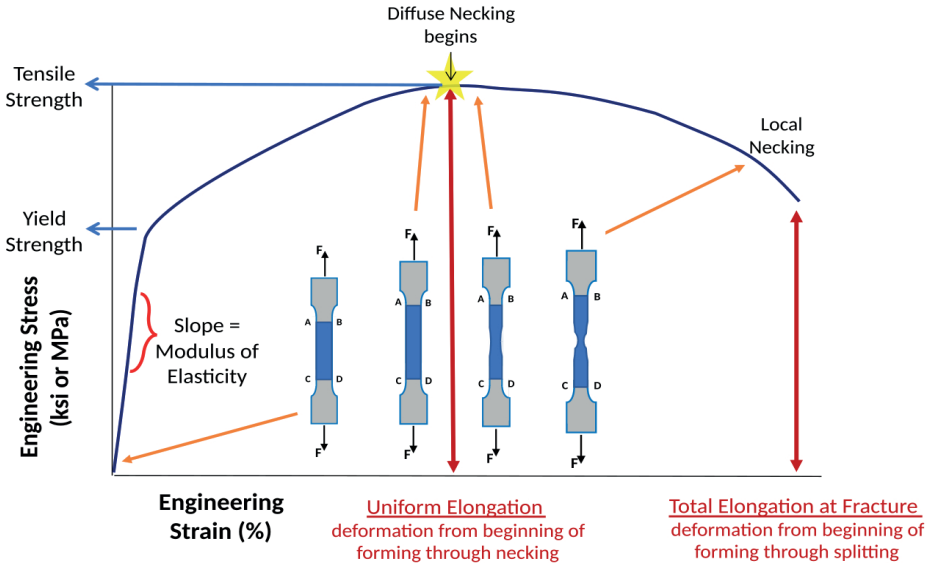 Diffuse Necking
begins
Tensile
Strength
Local
Necking
Yield
Strength
Engineering Stress
(ksi or MPa)
Slope =
Modulus of
Elasticity
F
F
F
F
A B
A B
A B
A B
C D
C D
C D
C D
F
F
F
F
Engineering
Strain (%)
Uniform Elongation
deformation from beginning of
forming through necking
Total Elongation at Fracture
deformation from beginning of
forming through splitting